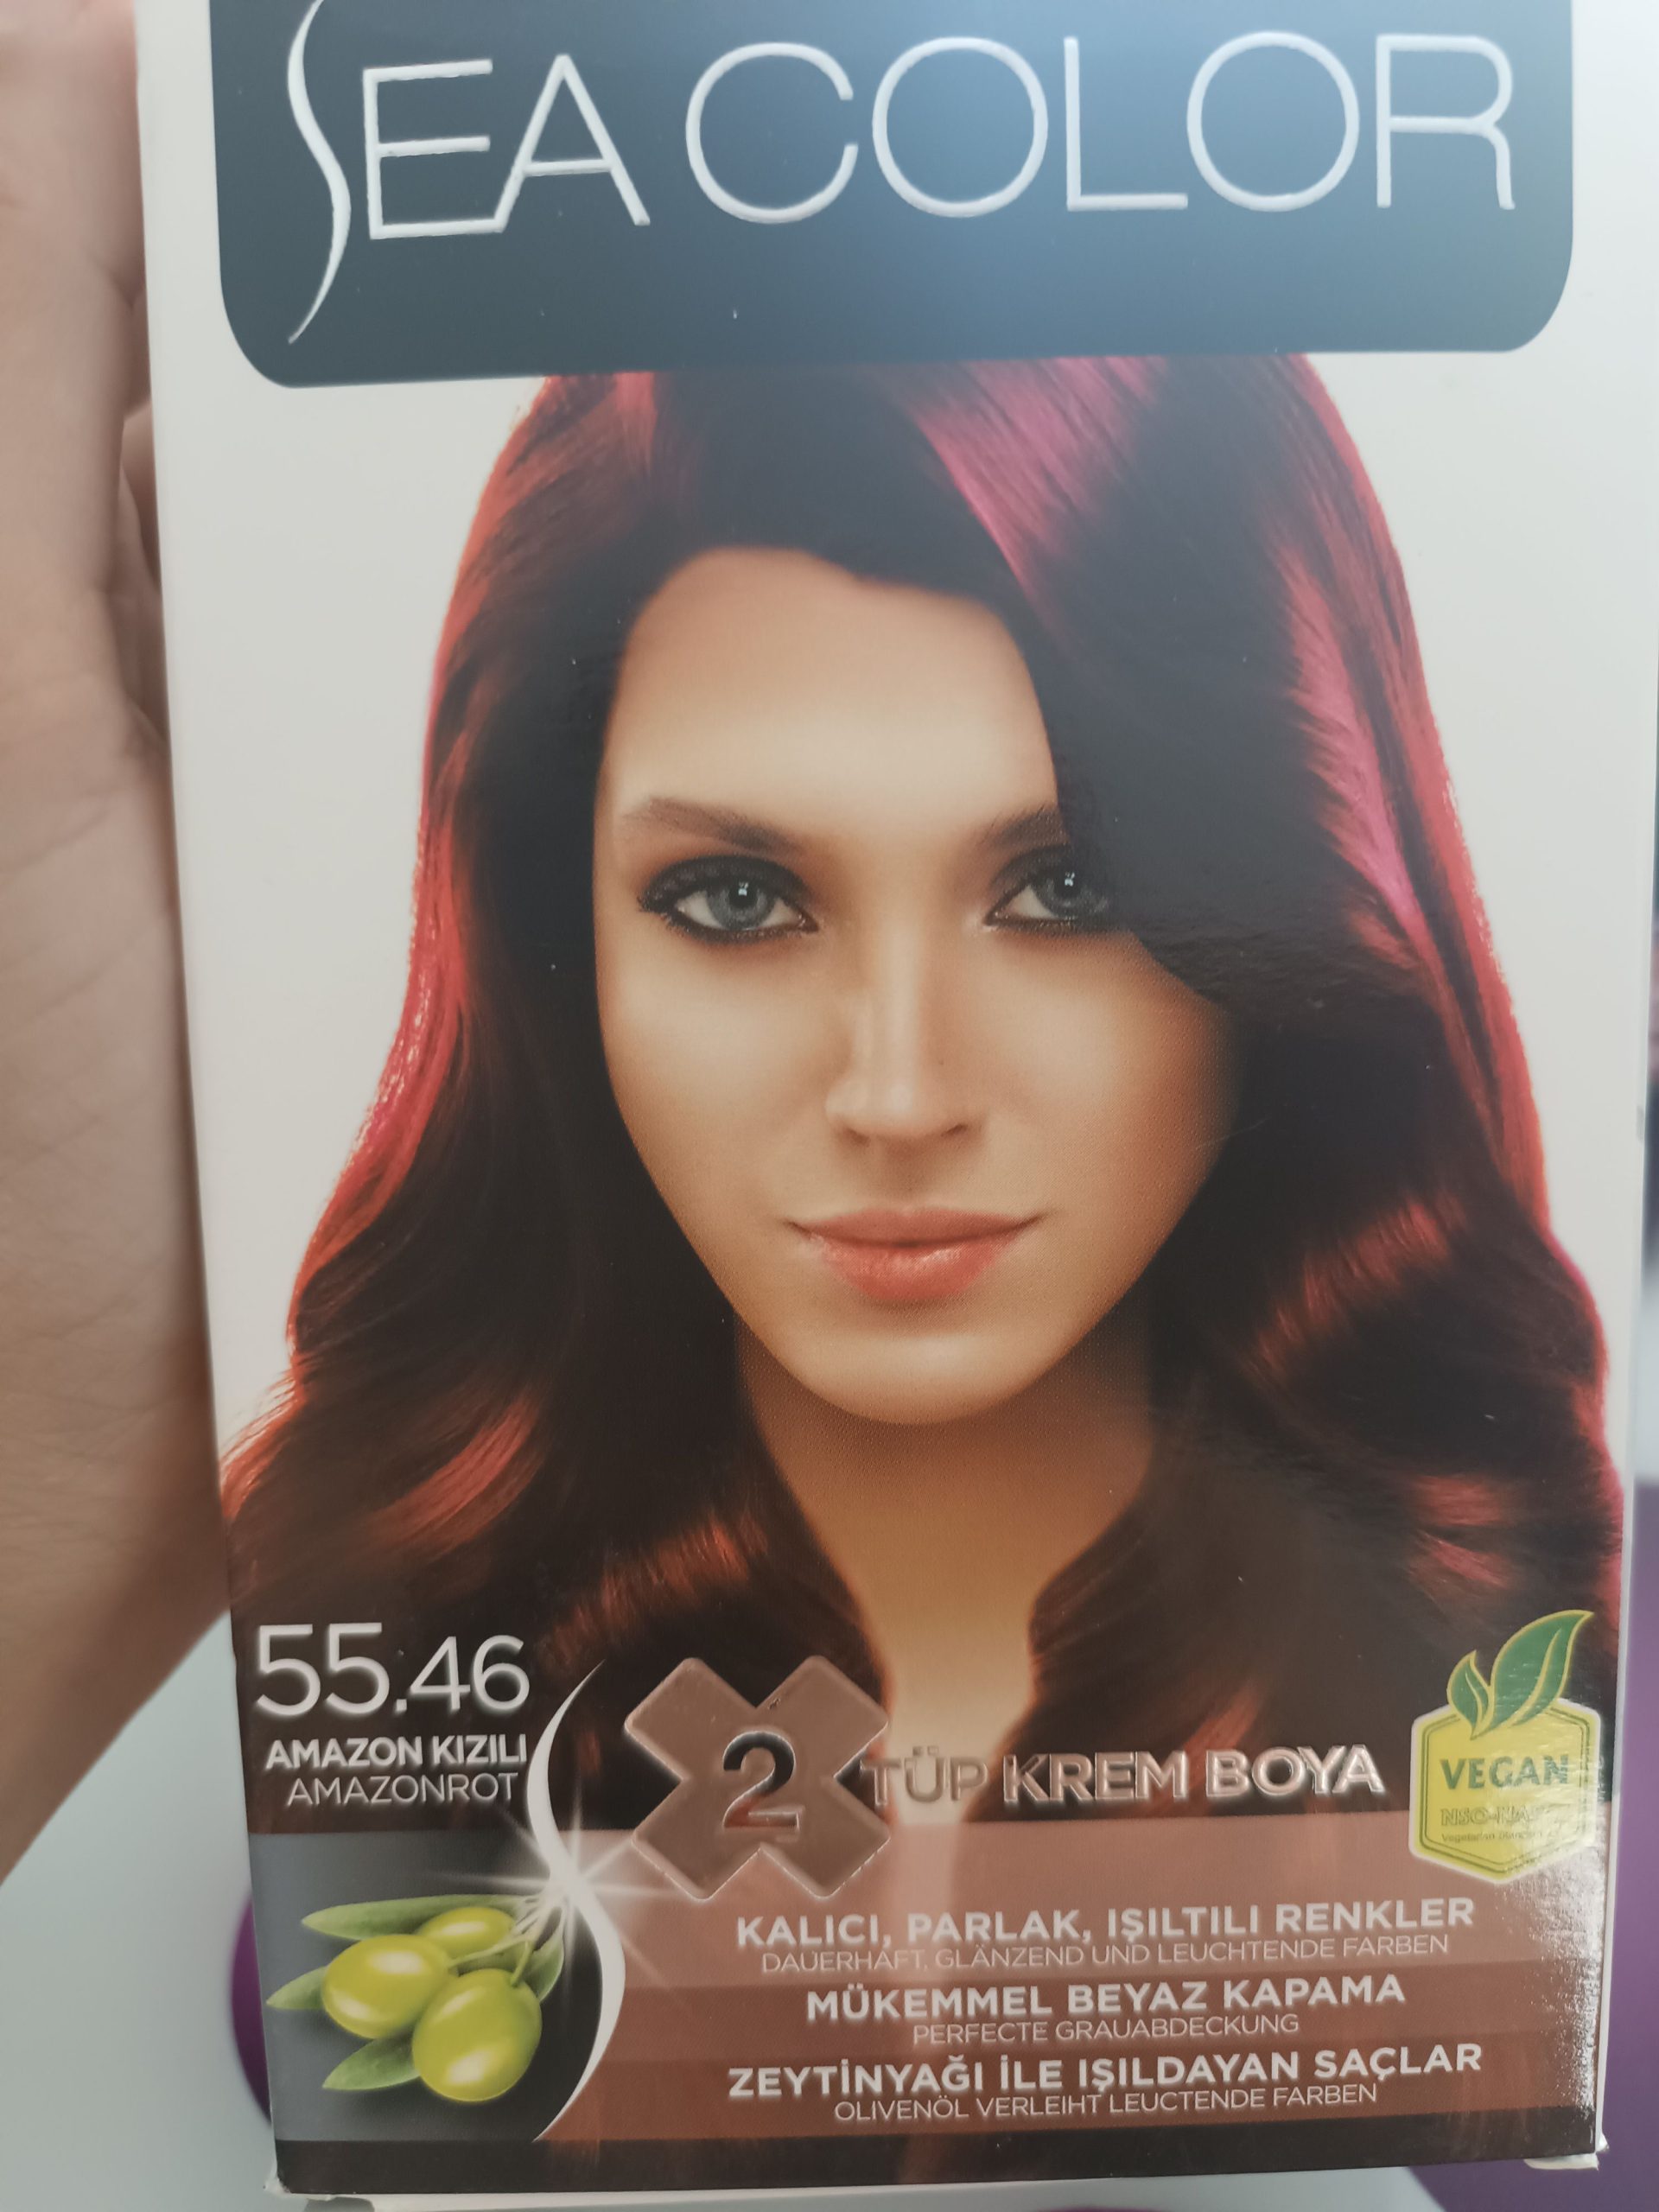 SEA COLOR
55.46
AMAZON KIZILI
AMAZONROT
2 TÜP KREM BOYA
VEGAN
KALICI, PARLAK, IŞILTILI RENKLER
DAUERHAFT, GLÄNZEND UND LEUCHTENDE FARBEN
MÜKEMMEL BEYAZ KAPAMA
PERFECTE GRAUABDECKUNG
ZEYTİNYAĞI İLE IŞILDAYAN SAÇLAR
OLIVENÖL VERLEIHT LEUCTENDE FARBEN